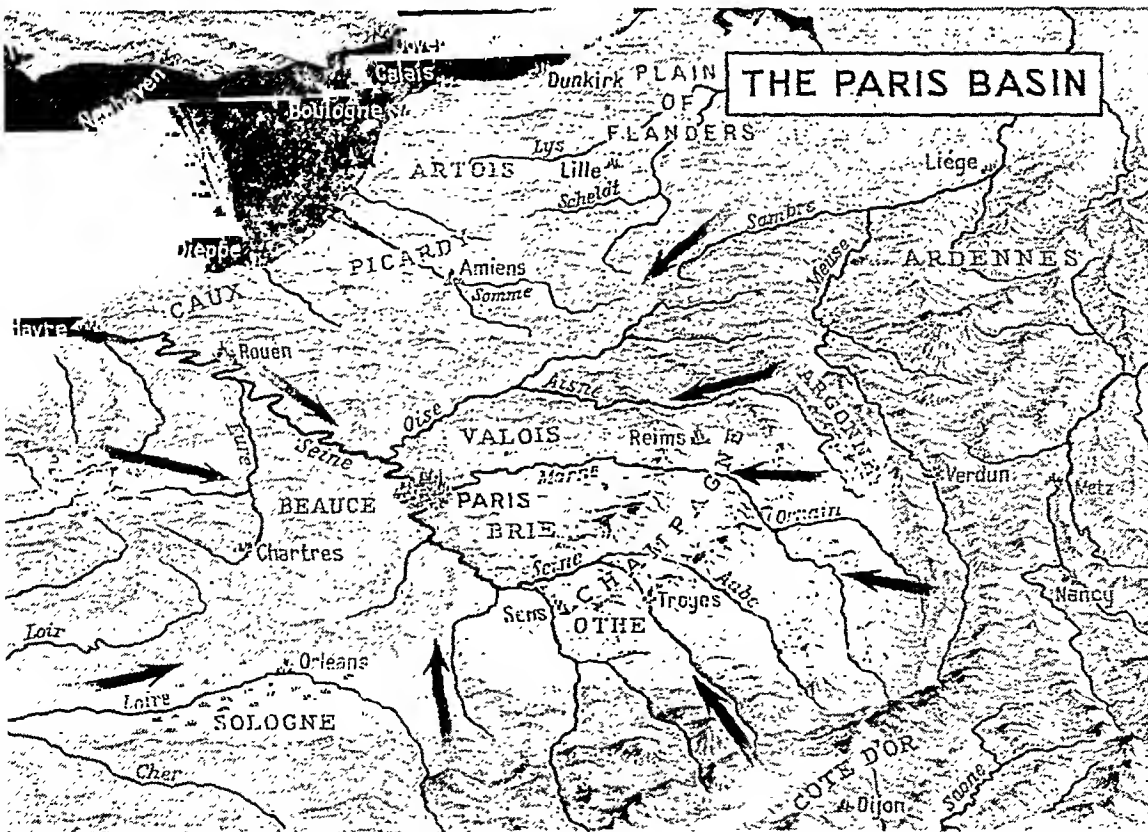 THE PARIS BASIN
Calais
Dunkirk
PLAIN
OF
FLANDERS
Boulogne
Lys
Lille
ARTOIS
Scheldt
Liége
Sambre
Meuse
ARDENNES
PICARDY
Amiens
Somme
CAUX
Havre
Rouen
Aisne
Oise
ARGONNE
Eure
Seine
VALOIS
Reims
Verdun
Metz
Marne
PARIS
BEAUCE
BRIE
CHAMPAGNE
Ornain
Chartres
Seine
Aube
Troyes
Nancy
Sens
OTHE
Loir
Orleans
Loire
SOLOGNE
Cher
COTE D'OR
Dijon
Saone